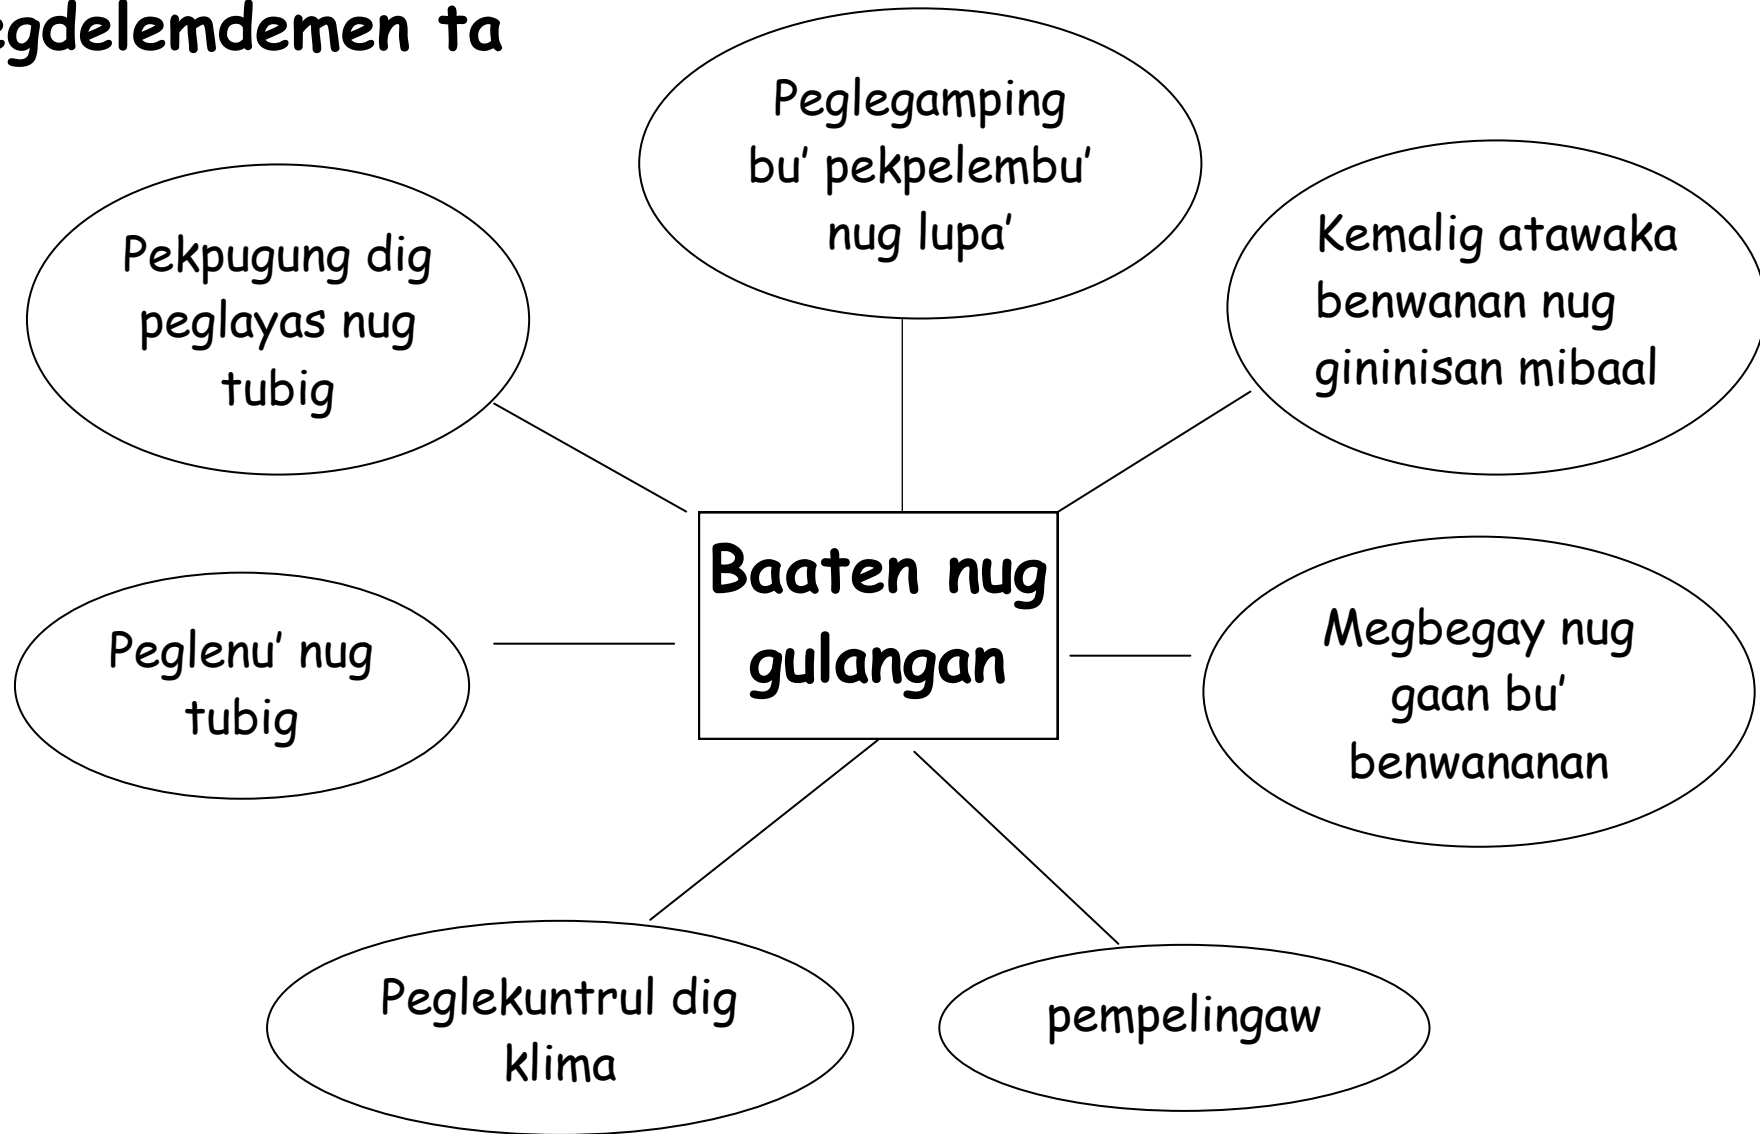 egdelemdemen ta
Peglegamping
bu’ pekpelembu’
nug lupa’
Kemalig atawaka
benwanan nug
gininisan mibaal
Pekpugung dig
peglayas nug
tubig
Baaten nug
gulangan
Peglenu’ nug
tubig
Megbegay nug
gaan bu’
benwananan
Peglekuntrul dig
klima
pempelingaw